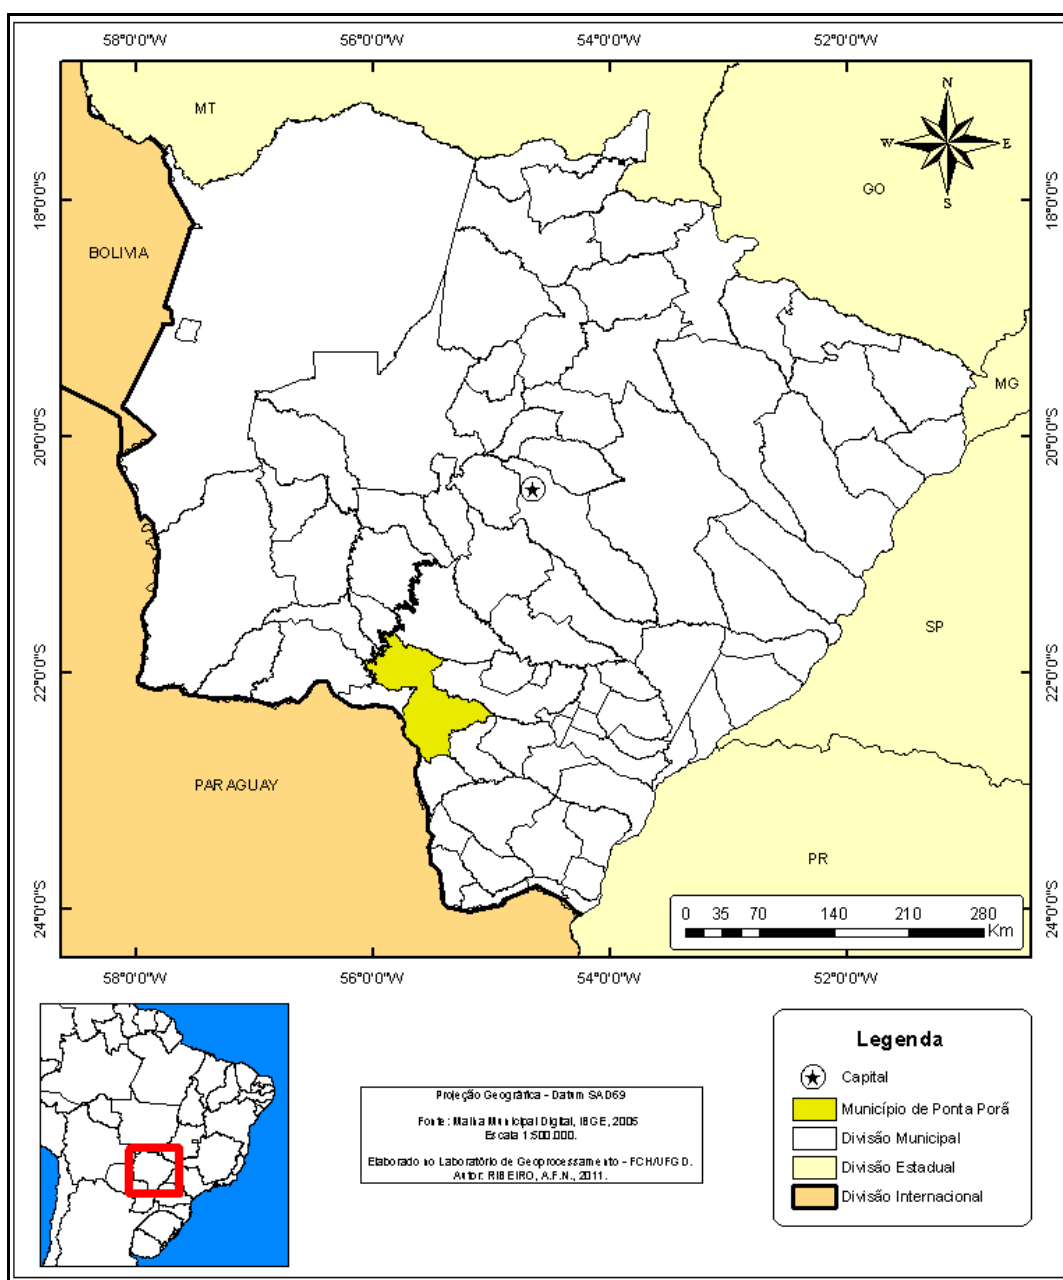 58°0'0"W 56°0'0"W 54°0'0"W 52°0'0"W
MT
N
W E
S
GO
18°0'0"S 18°0'0"S
BOLIVIA
MG
20°0'0"S 20°0'0"S
SP
22°0'0"S 22°0'0"S
PARAGUAY
PR
0 35 70 140 210 280
Km
24°0'0"S 24°0'0"S
58°0'0"W 56°0'0"W 54°0'0"W 52°0'0"W
Legenda
Capital
Município de Ponta Porã
Divisão Municipal
Divisão Estadual
Divisão Internacional
Projeção Geográfica - Datum SAD69
Fonte: Malha Municipal Digital, IBGE, 2005
Escala 1:500.000.
Elaborado no Laboratório de Geoprocessamento - FCH/UFGD.
Autor: RIBEIRO, A.F.N., 2011.